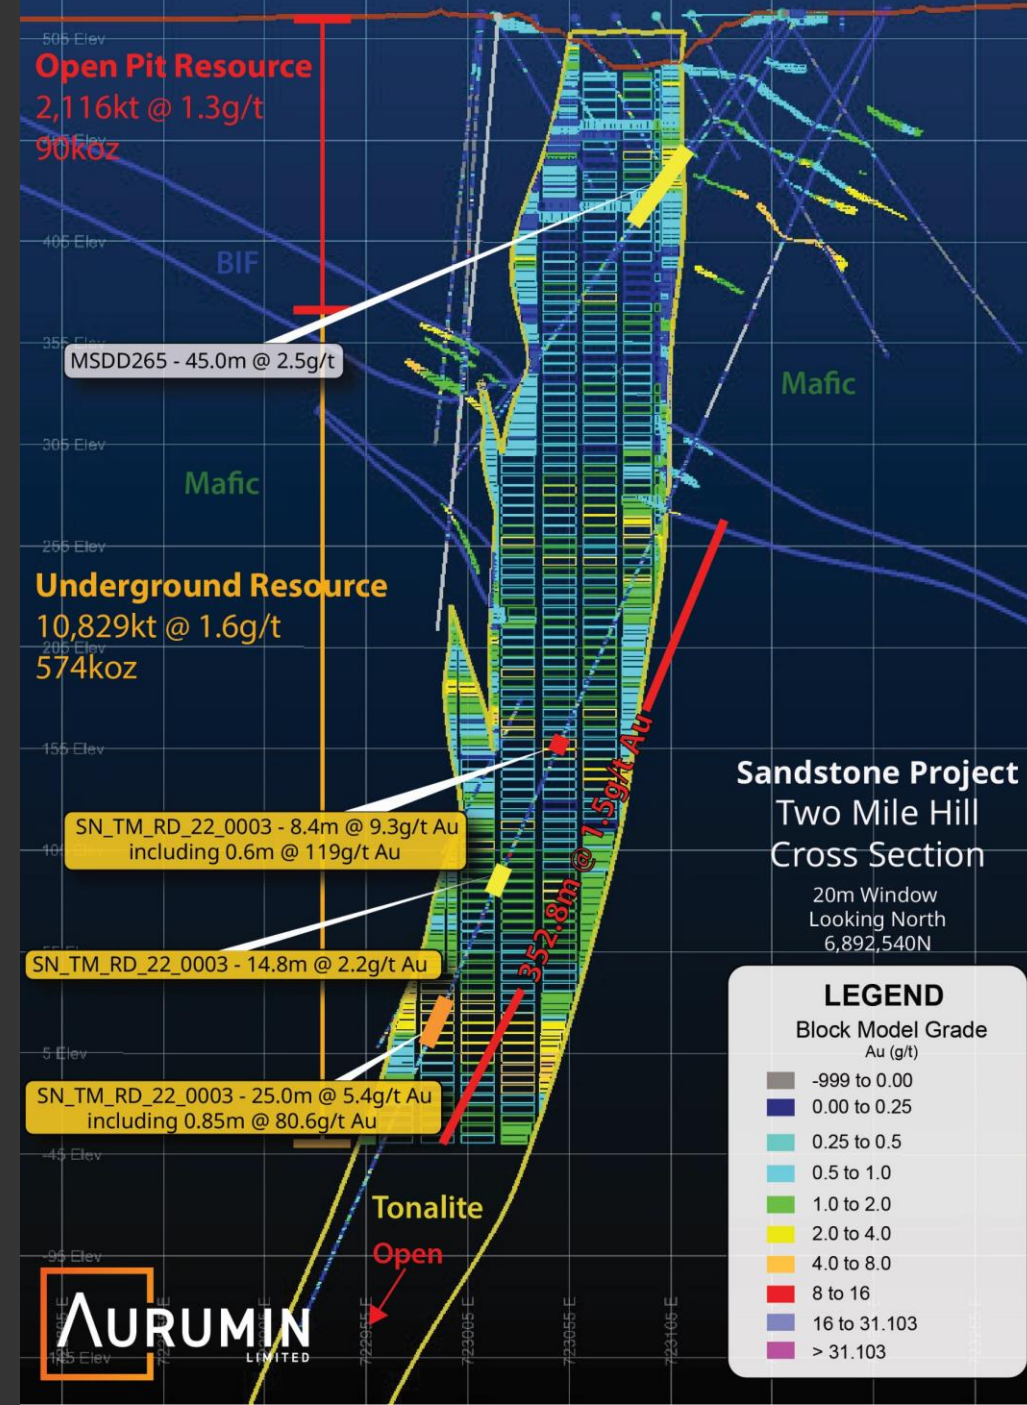 505 Elev
Open Pit Resource
2,116kt @ 1.3g/t
90koz
405 Elev
BIF
355 Elev
MSDD265 - 45.0m @ 2.5g/t
Mafic
305 Elev
Mafic
255 Elev
Underground Resource
10,829kt @ 1.6g/t
205 Elev
574koz
155 Elev
352.8m @ 1.5g/t Au
Sandstone Project
Two Mile Hill
Cross Section
20m Window
Looking North
6,892,540N
SN_TM_RD_22_0003 - 8.4m @ 9.3g/t Au
including 0.6m @ 119g/t Au
SN_TM_RD_22_0003 - 14.8m @ 2.2g/t Au
5 Elev
SN_TM_RD_22_0003 - 25.0m @ 5.4g/t Au
including 0.85m @ 80.6g/t Au
-45 Elev
Tonalite
Open
-95 Elev
AURUMIN
LIMITED
722955 E
723005 E
723055 E
723105 E
LEGEND
Block Model Grade
Au (g/t)
-999 to 0.00
0.00 to 0.25
0.25 to 0.5
0.5 to 1.0
1.0 to 2.0
2.0 to 4.0
4.0 to 8.0
8 to 16
16 to 31.103
> 31.103